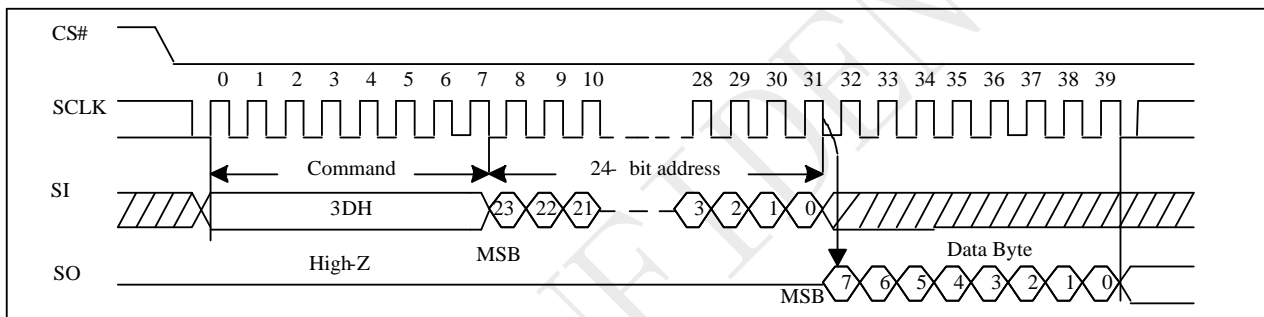 CS#
0 1 2 3 4 5 6 7 8 9 10 28 29 30 31 32 33 34 35 36 37 38 39
SCLK
Command 24- bit address
SI
3DH 23 22 21 3 2 1 0
High-Z MSB Data Byte
SO
MSB 7 6 5 4 3 2 1 0